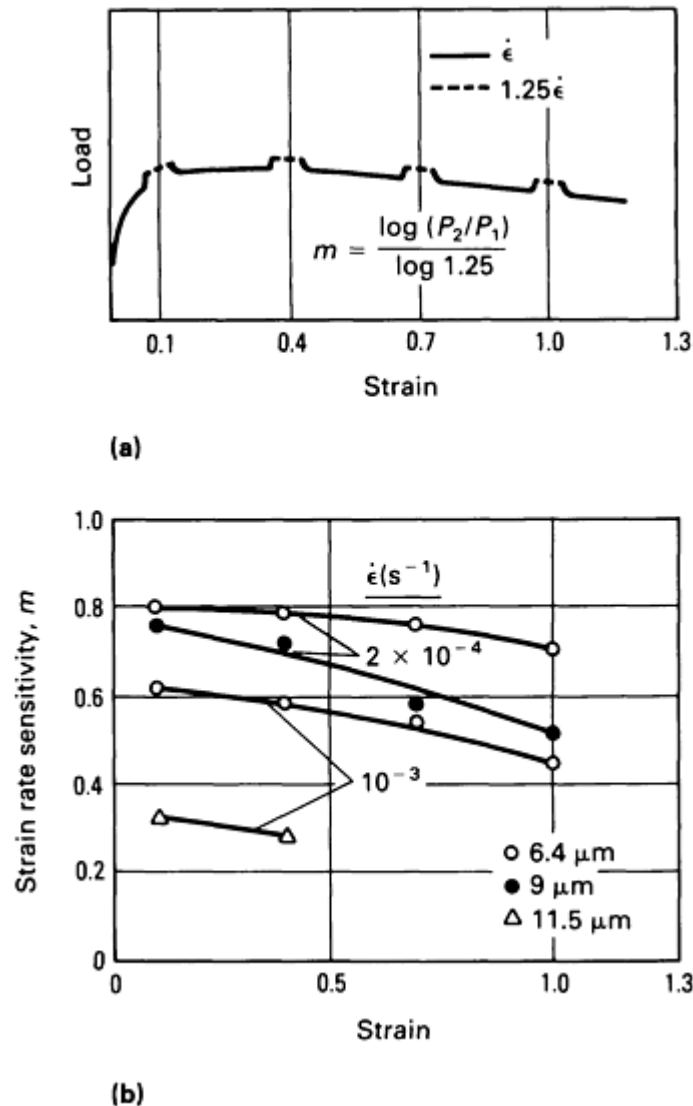 ε̇
1.25ε̇
Load
m = log (P₂/P₁) / log 1.25
0.1 0.4 0.7 1.0 1.3
Strain
(a)
1.0
ε̇(s⁻¹)
0.8
2 × 10⁻⁴
0.6
Strain rate sensitivity, m
0.4
10⁻³
6.4 μm
9 μm
0.2
11.5 μm
0
0 0.5 1.0 1.3
Strain
(b)